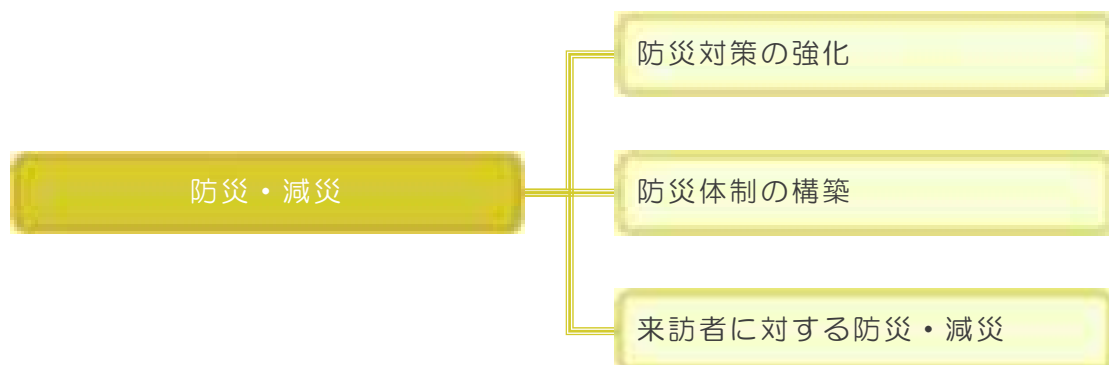 防災対策の強化
防災・減災
防災体制の構築
来訪者に対する防災・減災